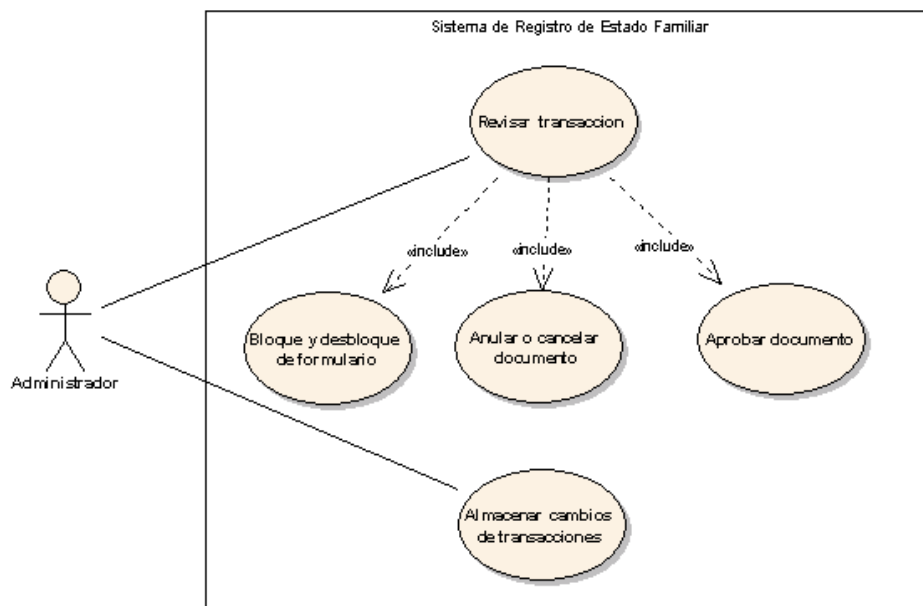 Sistema de Registro de Estado Familiar
Revisar transaccion
«include»
«include»
«include»
Bloque y desbloque
de formulario
Anular o cancelar
documento
Aprobar documento
Administrador
Almacenar cambios
de transacciones